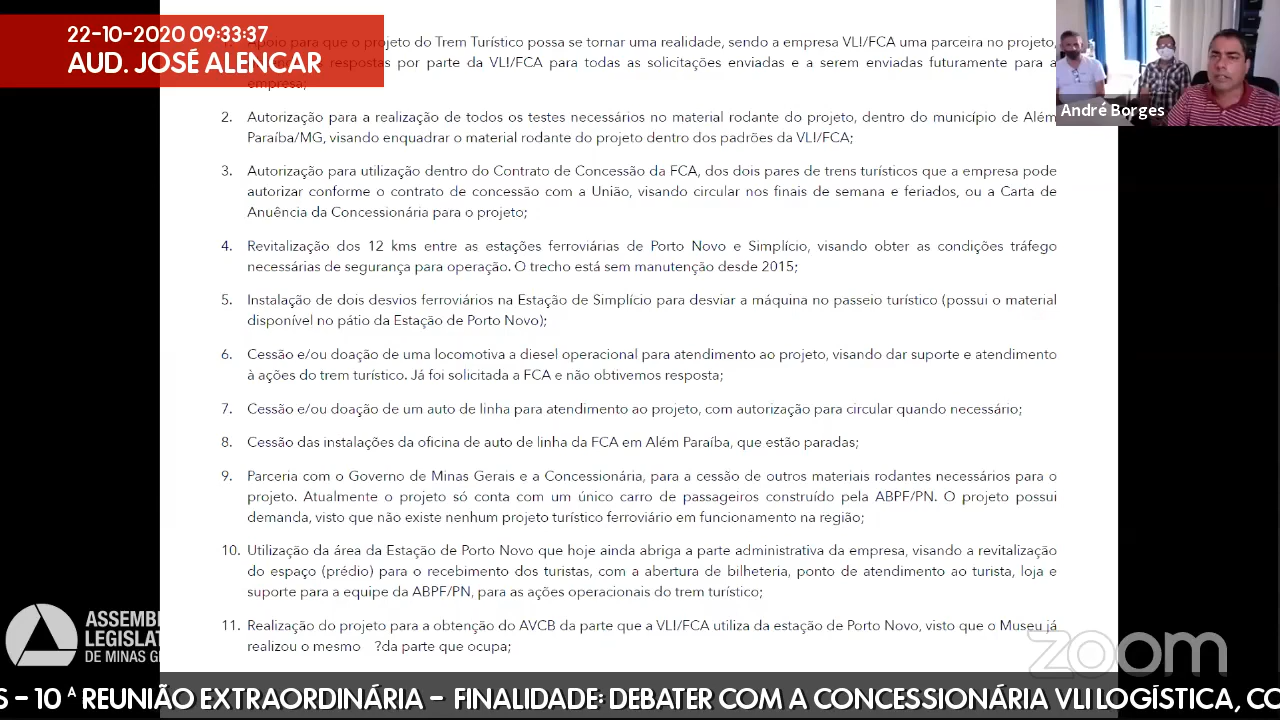 22-10-2020 09:33:37
AUD. JOSÉ ALENCAR
1. Apoio para que o projeto do Trem Turístico possa se tornar uma realidade, sendo a empresa VLI/FCA uma parceira no projeto,
respostas por parte da VLI/FCA para todas as solicitações enviadas e a serem enviadas futuramente para a
empresa;
André Borges
2. Autorização para realização de todos os testes necessários no material rodante do projeto, dentro do município de Além
Paraíba/MG, visando enquadrar o material rodante do projeto dentro dos padrões da VLI/FCA;
3. Autorização para utilização dentro do Contrato de Concessão da FCA, dos dois pares de trens turísticos que a empresa pode
autorizar conforme o contrato de concessão com a União, visando circular nos finais de semana e feriados, ou a Carta de
Anuência da Concessionária para o projeto;
4. Revitalização dos 12 kms entre as estações ferroviárias de Porto Novo e Simplício, visando obter as condições tráfego
necessárias de segurança para operação. O trecho está sem manutenção desde 2015;
5. Instalação de dois desvios ferroviários na Estação de Simplício para desviar a máquina no passeio turístico (possui o material
disponível no pátio da Estação de Porto Novo);
6. Cessão e/ou doação de uma locomotiva a diesel operacional para atendimento ao projeto, visando dar suporte e atendimento
à ações do trem turístico. Já foi solicitada a FCA e não obtivemos resposta;
7. Cessão e/ou doação de um auto de linha para atendimento ao projeto, com autorização para circular quando necessário;
8. Cessão das instalações da oficina de auto de linha da FCA em Além Paraíba, que estão paradas;
9. Parceria com o Governo de Minas Gerais e a Concessionária, para a cessão de outros materiais rodantes necessários para o
projeto. Atualmente o projeto só conta com um único carro de passageiros construído pela ABPF/PN. O projeto possui
demanda, visto que não existe nenhum projeto turístico ferroviário em funcionamento na região;
10. Utilização da área da Estação de Porto Novo que hoje ainda abriga a parte administrativa da empresa, visando a revitalização
do espaço (prédio) para o recebimento dos turistas, com a abertura de bilheteria, ponto de atendimento ao turista, loja e
suporte para a equipe da ABPF/PN, para as ações operacionais do trem turístico;
11. Realização do projeto para a obtenção do AVCB da parte que a VLI/FCA utiliza da estação de Porto Novo, visto que o Museu já
realizou o mesmo ?da parte que ocupa;
ASSEMB
LEGISLAT
DE MINAS G
zoom
S - 10ª REUNIÃO EXTRAORDINÁRIA - FINALIDADE: DEBATER COM A CONCESSIONÁRIA VLI LOGÍSTICA, CO